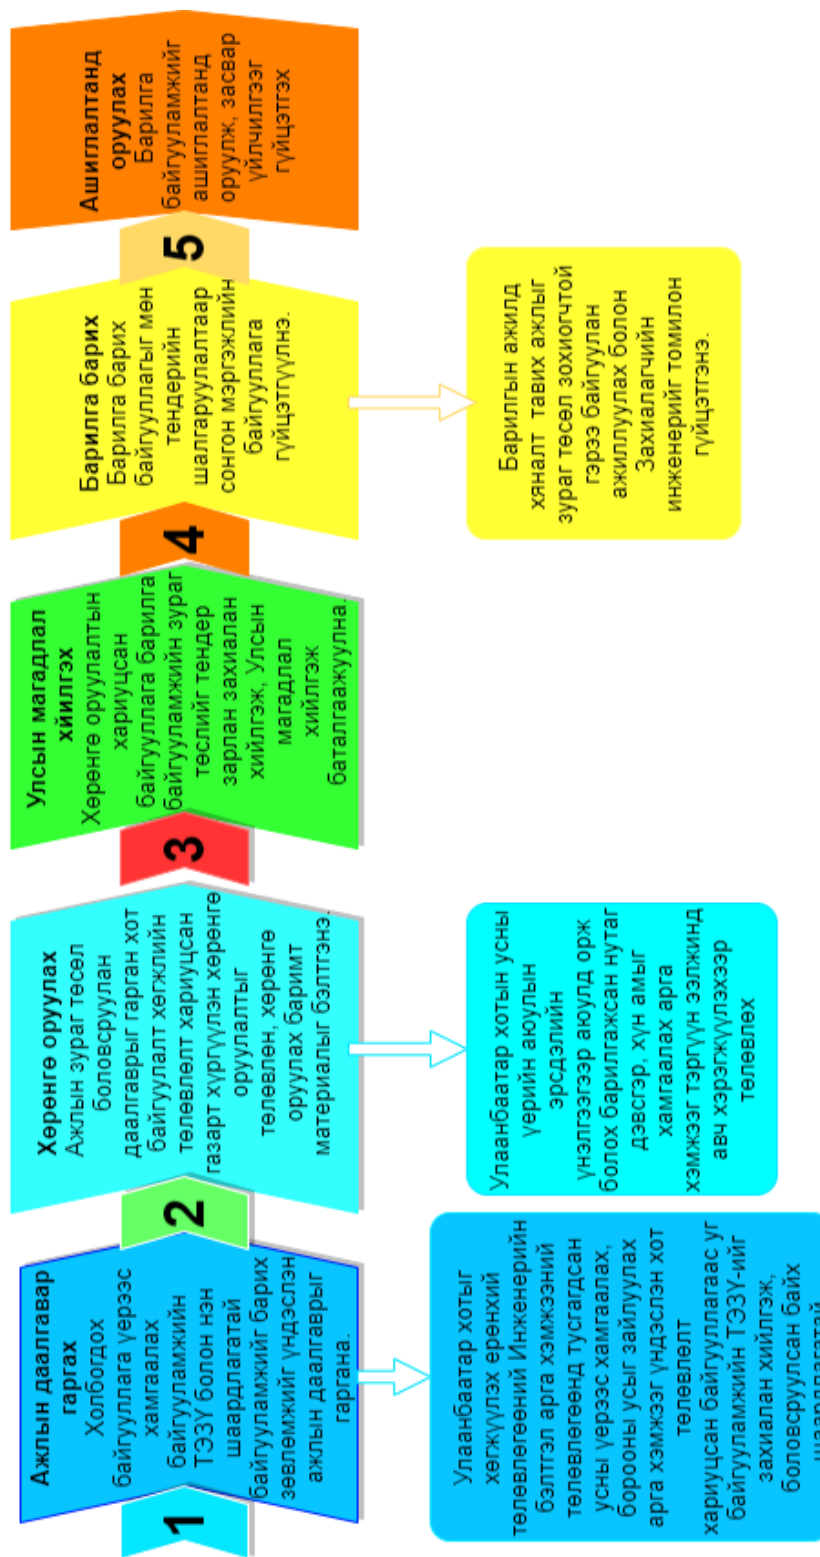 1
Ажлын даалгавар
гаргах
Холбогдох
байгууллага үерээс
хамгаалах
байгууламжийн
ТЭЗҮ болон нэн
шаардлагатай
байгууламжийг барих
зөвлөмжийг үндэслэн
ажлын даалгаврыг
гаргана.
2
Хөрөнгө оруулах
Ажлын зураг төсөл
боловсруулан
даалгаврыг гарган хот
байгуулалт хөгжлийн
төлөвлөлт хариуцсан
газарт хүргүүлэн хөрөнгө
оруулалтыг
төлөвлөн, хөрөнгө
оруулах баримт
материалыг бэлтгэнэ.
3
Улсын магадлал
хйилгэх
Хөрөнгө оруулалтын
хариуцсан
байгууллага барилга
байгууламжийн зураг
төслийг тендер
зарлан захиалан
хийлгэж, Улсын
магадлал
хийлгэж
баталгаажуулна.
4
Барилга барих
Барилга барих
байгууллагыг мөн
тендерийн
шалгаруулалтаар
сонгон мэргэжлийн
байгууллага
гүйцэтгүүлнэ.
5
Ашиглалтанд
оруулах
Барилга
байгууламжийг
ашиглалтанд
оруулж, засвар
үйлчилгээг
гүйцэтгэх
Улаанбаатар хотыг
хөгжүүлэх ерөнхий
төлөвлөгөөний Инженерийн
бэлтгэл арга хэмжээний
төлөвлөгөөнд тусгагдсан
усны үерээс хамгаалах,
борооны усыг зайлуулах
арга хэмжээг үндэслэн хот
төлөвлөлт
хариуцсан байгууллагаас уг
байгууламжийн ТЭЗҮ-ийг
захиалан хийлгэж,
боловсруулсан байх
шаардлагатай
Улаанбаатар хотын усны
үерийн аюулын
эрсдэлийн
үнэлгээгээр аюулд орж
болох барилгажсан нутаг
дэвсгэр, хүн амыг
хамгаалах арга
хэмжээг тэргүүн ээлжинд
авч хэрэгжүүлэхээр
төлөвлөх
Барилгын ажилд
хяналт тавих ажлыг
зураг төсөл зохиогчтой
гэрээ байгуулан
ажиллуулах болон
Захиалагчийн
инженерийг томилон
гүйцэтгэнэ.